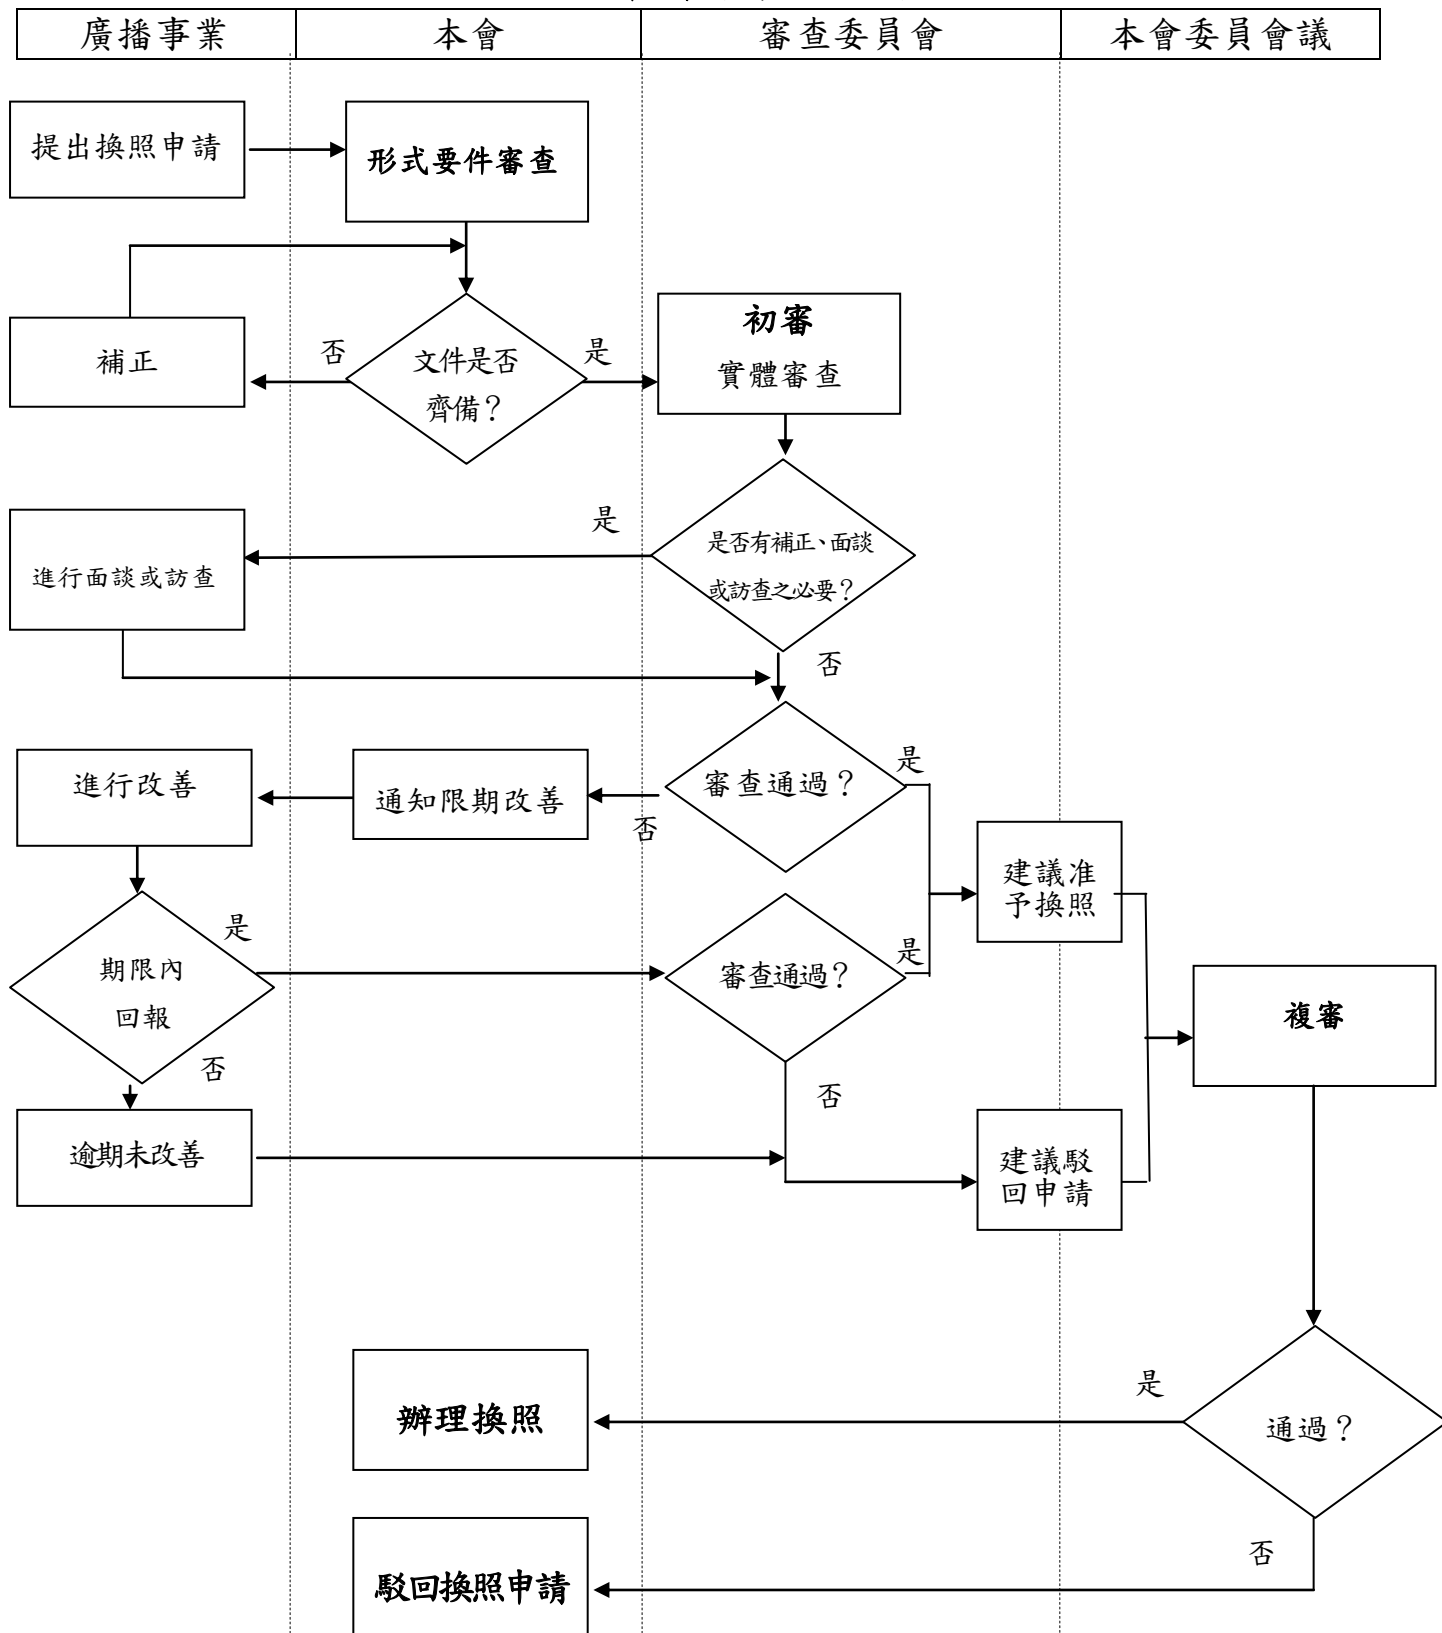 廣播事業
本會
審查委員會
本會委員會議
提出換照申請
形式要件審查
補正
否
文件是否
齊備？
是
初審
實體審查
是
是否有補正、面談
或訪查之必要？
進行面談或訪查
否
進行改善
通知限期改善
否
審查通過？
是
建議准
予換照
期限內
回報
是
否
審查通過？
是
否
複審
逾期未改善
建議駁
回申請
辦理換照
是
通過？
否
駁回換照申請